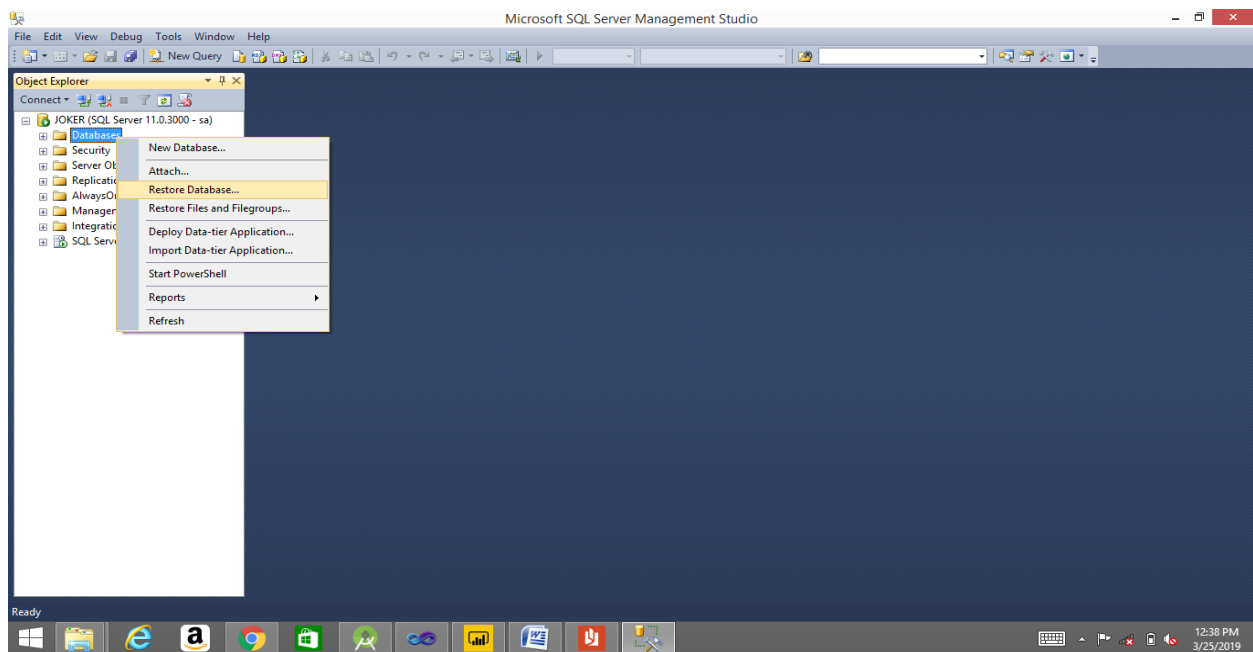 Microsoft SQL Server Management Studio
File Edit View Debug Tools Window Help
New Query
Object Explorer
Connect
JOKER (SQL Server 11.0.3000 - sa)
Databases
Security
Server Ob
Replicatio
AlwaysO
Manager
Integratio
SQL Serve
New Database...
Attach...
Restore Database...
Restore Files and Filegroups...
Deploy Data-tier Application...
Import Data-tier Application...
Start PowerShell
Reports
Refresh
Ready
12:38 PM
3/25/2019